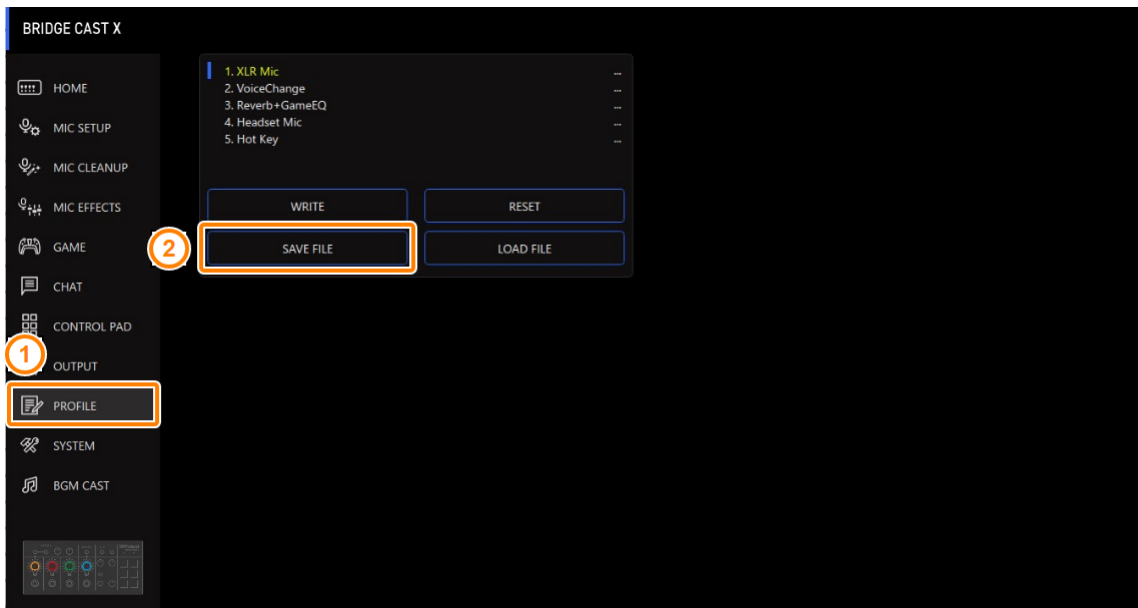 BRIDGE CAST X
HOME
MIC SETUP
MIC CLEANUP
MIC EFFECTS
GAME
CHAT
CONTROL PAD
1
OUTPUT
PROFILE
SYSTEM
BGM CAST
1. XLR Mic ...
2. VoiceChange ...
3. Reverb+GameEQ ...
4. Headset Mic ...
5. Hot Key ...
WRITE RESET
2 SAVE FILE LOAD FILE